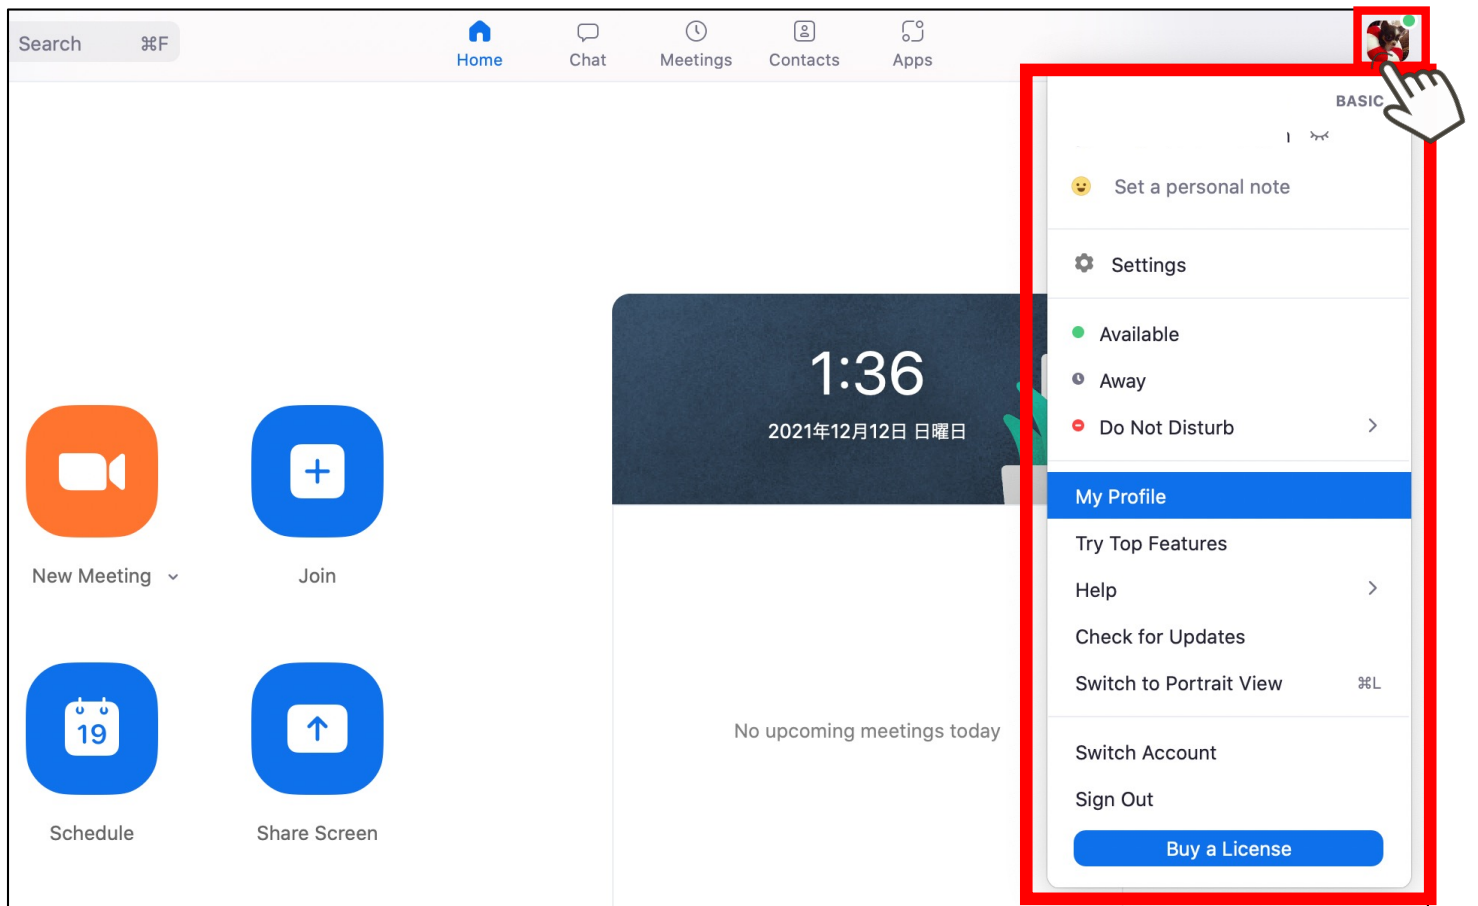 Search ⌘F
Home
Chat
Meetings
Contacts
Apps
BASIC
Set a personal note
Settings
Available
Away
Do Not Disturb
My Profile
Try Top Features
Help
Check for Updates
Switch to Portrait View ⌘L
Switch Account
Sign Out
Buy a License
1:36
2021年12月12日 日曜日
No upcoming meetings today
New Meeting
Join
19
Schedule
Share Screen